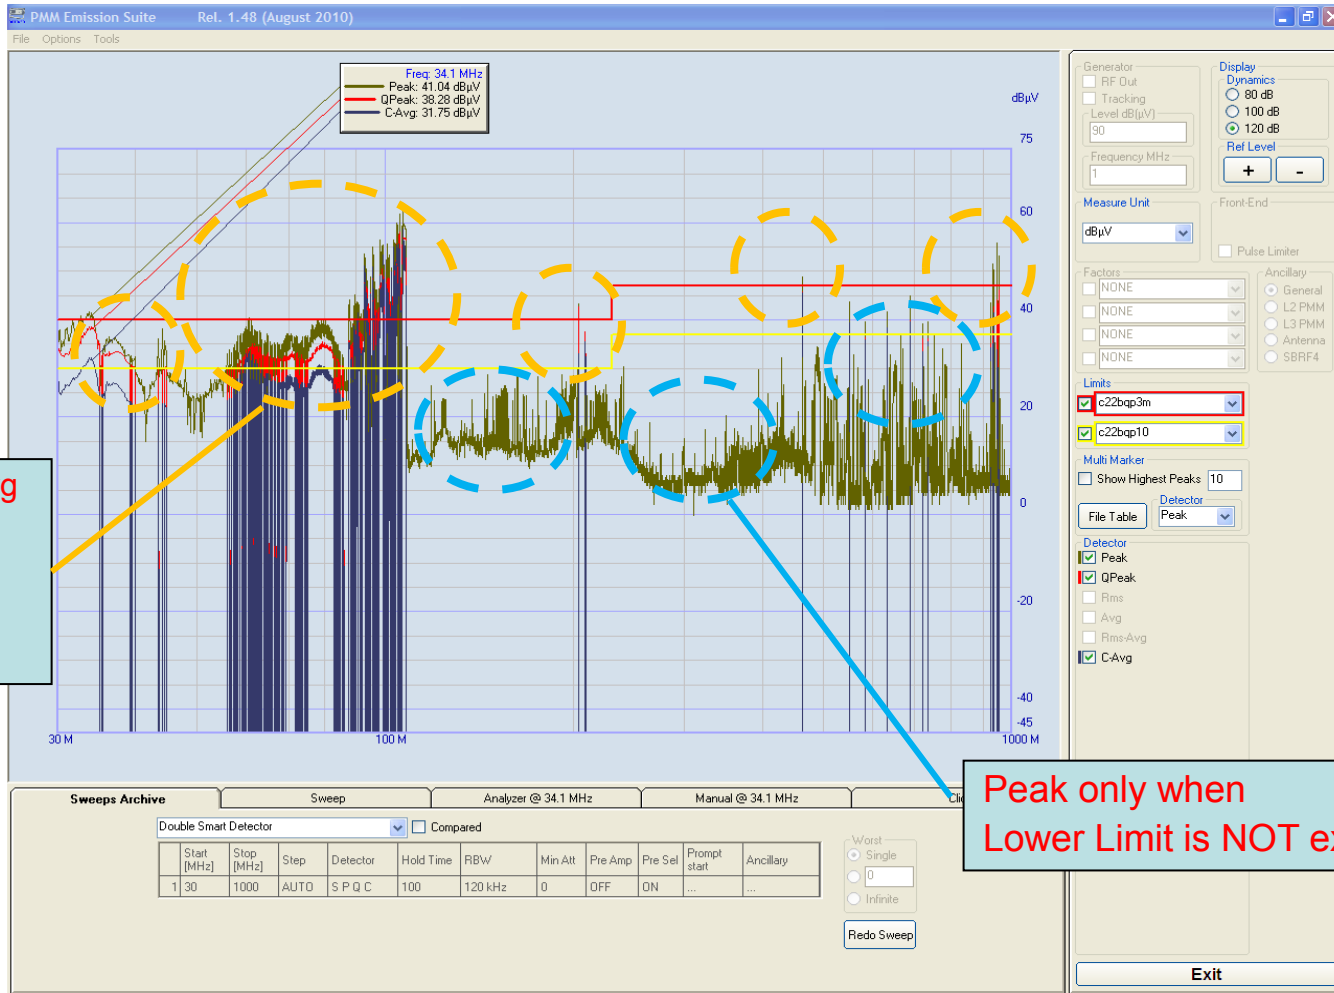 PMM Emission Suite Rel. 1.48 (August 2010)
File Options Tools
Freq: 34.1 MHz
Peak: 41.04 dBµV
QPeak: 38.28 dBµV
C-Avg: 31.75 dBµV
dBµV
75
60
40
20
0
-20
-40
-45
30 M
100 M
1000 M
g
Peak only when
Lower Limit is NOT ex
Generator
RF Out
Tracking
Level dB(µV)
90
Frequency MHz
1
Display
Dynamics
80 dB
100 dB
120 dB
Ref Level
+ -
Measure Unit
dBµV
Front-End
Pulse Limiter
Factors
NONE
NONE
NONE
NONE
Ancillary
General
L2 PMM
L3 PMM
Antenna
SBRF4
Limits
c22bqp3m
c22bqp10
Multi Marker
Show Highest Peaks 10
File Table
Detector
Peak
Detector
Peak
QPeak
Rms
Avg
Rms-Avg
C-Avg
Exit
Sweeps Archive
Sweep
Analyzer @ 34.1 MHz
Manual @ 34.1 MHz
Double Smart Detector
Compared
Start [MHz] Stop [MHz] Step Detector Hold Time RBW Min Att Pre Amp Pre Sel Prompt start Ancillary
1 30 1000 AUTO S P Q C 100 120 kHz 0 OFF ON ... ...
Worst
Single
0
Infinite
Redo Sweep